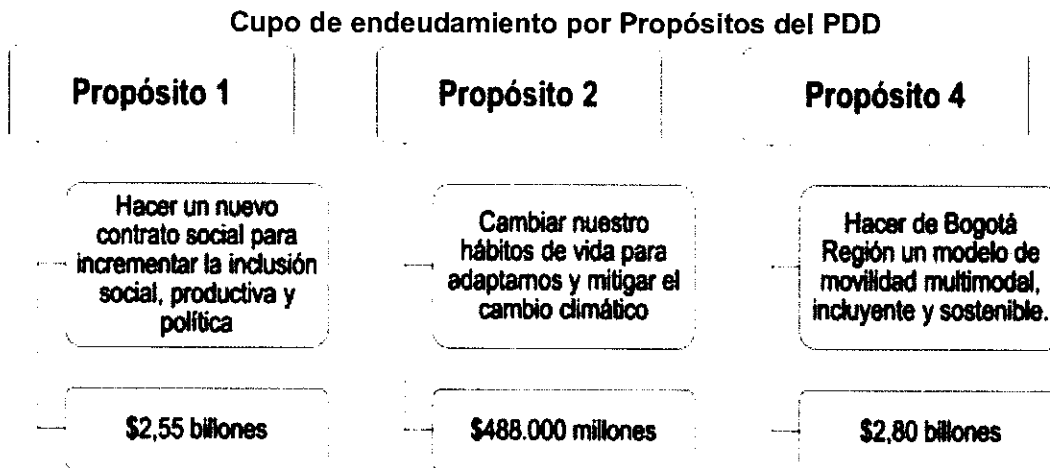 Cupo de endeudamiento por Propósitos del PDD
Propósito 1
Hacer un nuevo
contrato social para
incrementar la inclusión
social, productiva y
política
$2,55 billones
Propósito 2
Cambiar nuestro
hábitos de vida para
adaptarnos y mitigar el
cambio climático
$488.000 millones
Propósito 4
Hacer de Bogotá
Región un modelo de
movilidad multimodal,
incluyente y sostenible.
$2,80 billones